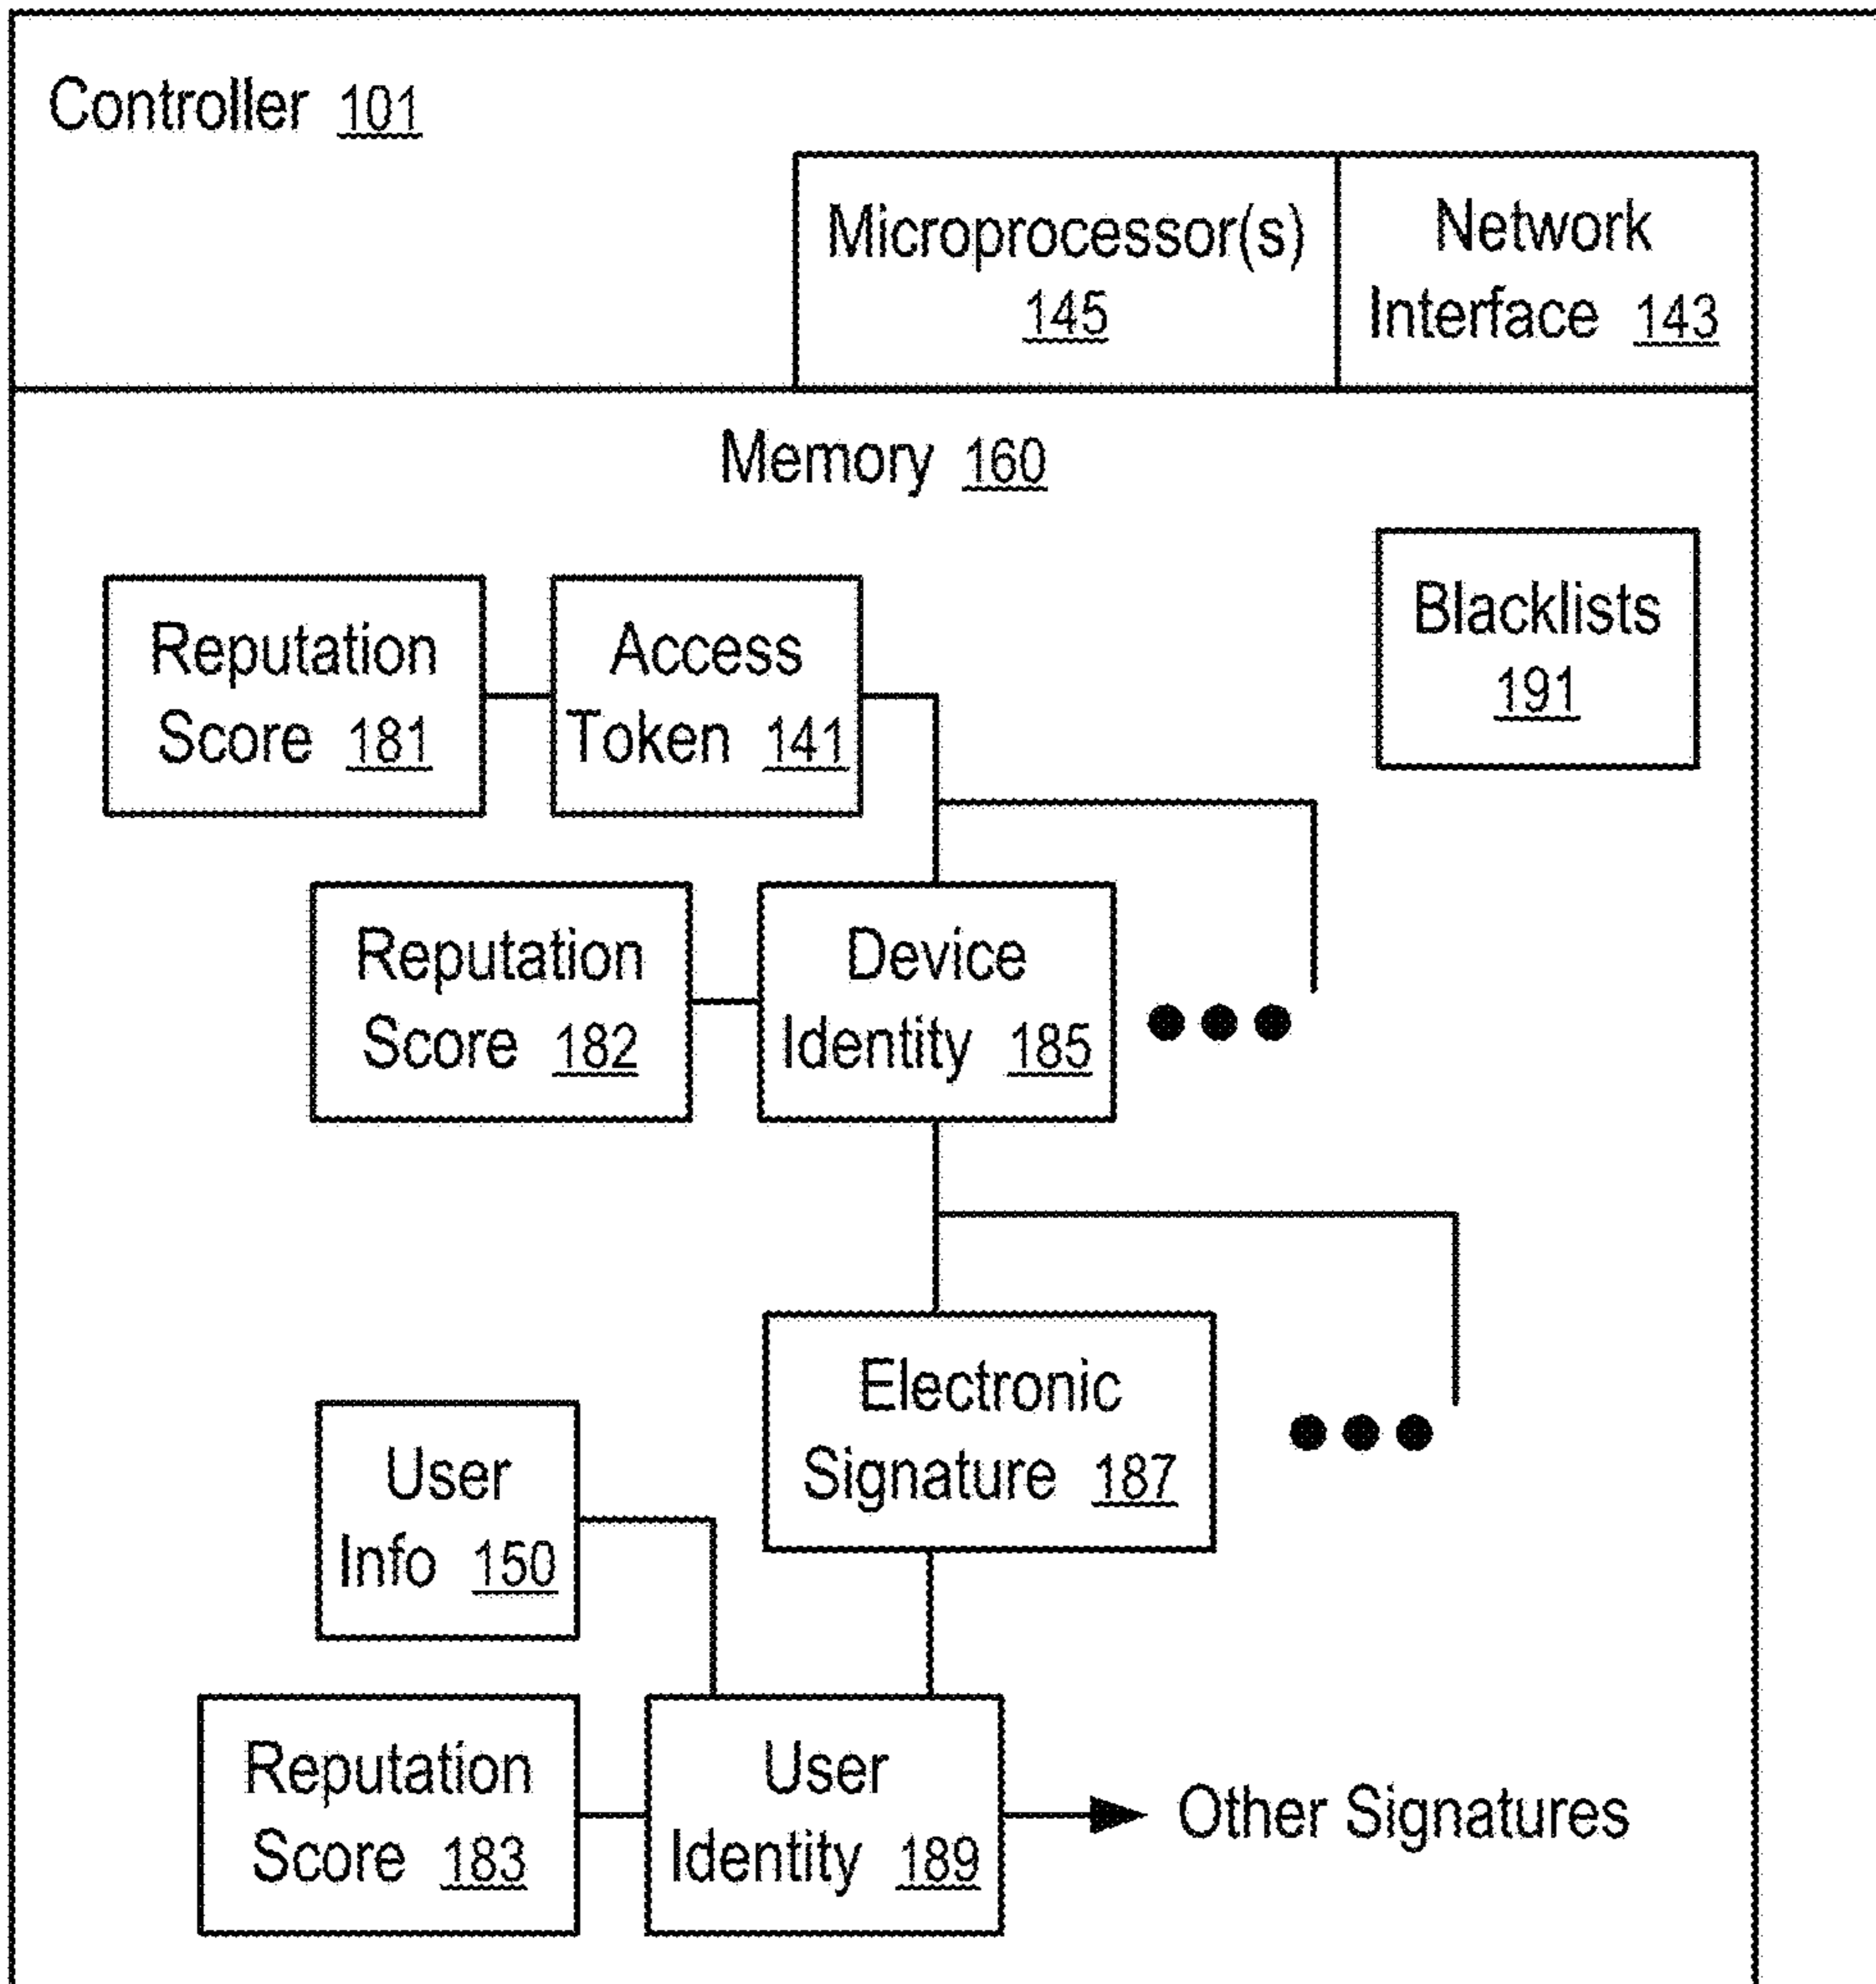 Controller 101
Microprocessor(s)
145
Network
Interface 143
Memory 160
Blacklists
191
Reputation
Score 181
Access
Token 141
Reputation
Score 182
Device
Identity 185
Electronic
Signature 187
User
Info 150
Reputation
Score 183
User
Identity 189
Other Signatures